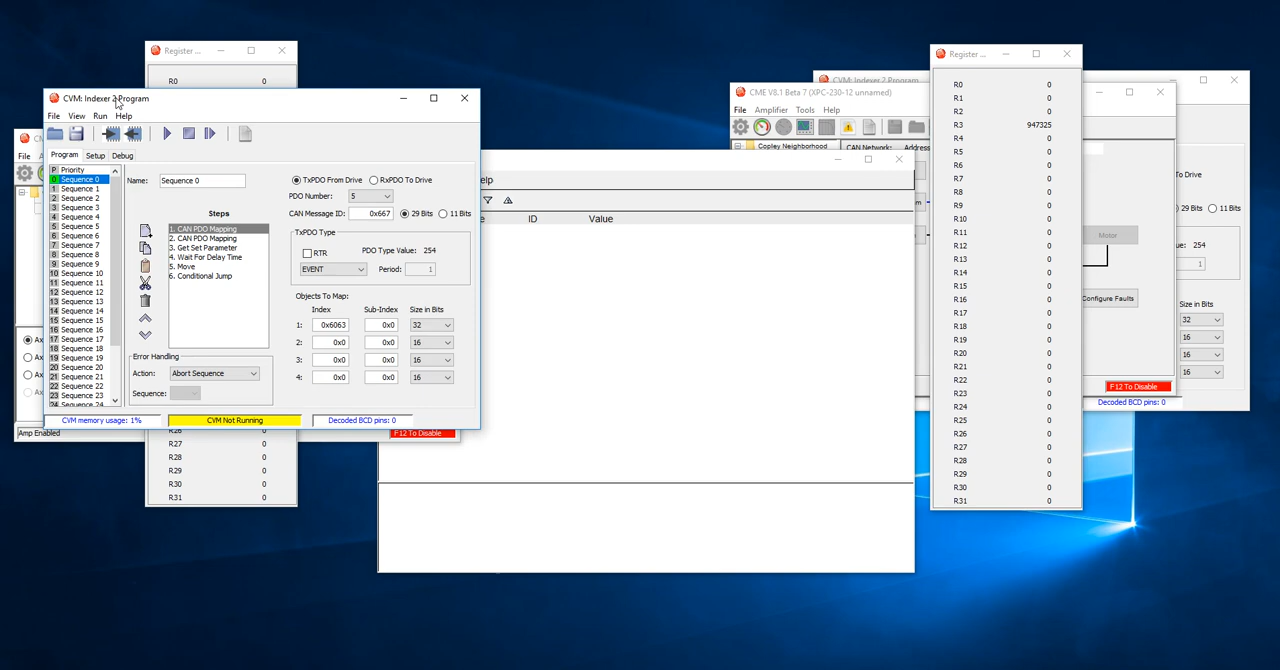 Register ...
R0 0
CVM: Indexer 2 Program
File View Run Help
Program Setup Debug
P Priority
0 Sequence 0
1 Sequence 1
2 Sequence 2
3 Sequence 3
4 Sequence 4
5 Sequence 5
6 Sequence 6
7 Sequence 7
8 Sequence 8
9 Sequence 9
10 Sequence 10
11 Sequence 11
12 Sequence 12
13 Sequence 13
14 Sequence 14
15 Sequence 15
16 Sequence 16
17 Sequence 17
18 Sequence 18
19 Sequence 19
20 Sequence 20
21 Sequence 21
22 Sequence 22
23 Sequence 23
24 Sequence 24
Name: Sequence 0
Steps
1. CAN PDO Mapping
2. CAN PDO Mapping
3. Get Set Parameter
4. Wait For Delay Time
5. Move
6. Conditional Jump
Error Handling
Action: Abort Sequence
Sequence:
TxPDO From Drive RxPDO To Drive
PDO Number: 5
CAN Message ID: 0x667 29 Bits 11 Bits
TxPDO Type
RTR PDO Type Value: 254
EVENT Period: 1
Objects To Map:
Index Sub-Index Size in Bits
1: 0x6063 0x0 32
2: 0x0 0x0 16
3: 0x0 0x0 16
4: 0x0 0x0 16
CVM memory usage: 1% CVM Not Running Decoded BCD pins: 0
CM
File
Ax
Ax
Ax
Ax
Amp Enabled F12 To Disable
R27 0
R28 0
R29 0
R30 0
R31 0
elp
e ID Value
CVM: Indexer 2 Program
CME V8.1 Beta 7 (XPC-230-12 unnamed)
File Amplifier Tools Help
Copley Neighborhood CAN Network: Address
Motor
Configure Faults
F12 To Disable
Register ...
R0 0
R1 0
R2 0
R3 947325
R4 0
R5 0
R6 0
R7 0
R8 0
R9 0
R10 0
R11 0
R12 0
R13 0
R14 0
R15 0
R16 0
R17 0
R18 0
R19 0
R20 0
R21 0
R22 0
R23 0
R24 0
R25 0
R26 0
R27 0
R28 0
R29 0
R30 0
R31 0
To Drive
29 Bits 11 Bits
ue: 254
1
Size in Bits
32
16
16
16
Decoded BCD pins: 0